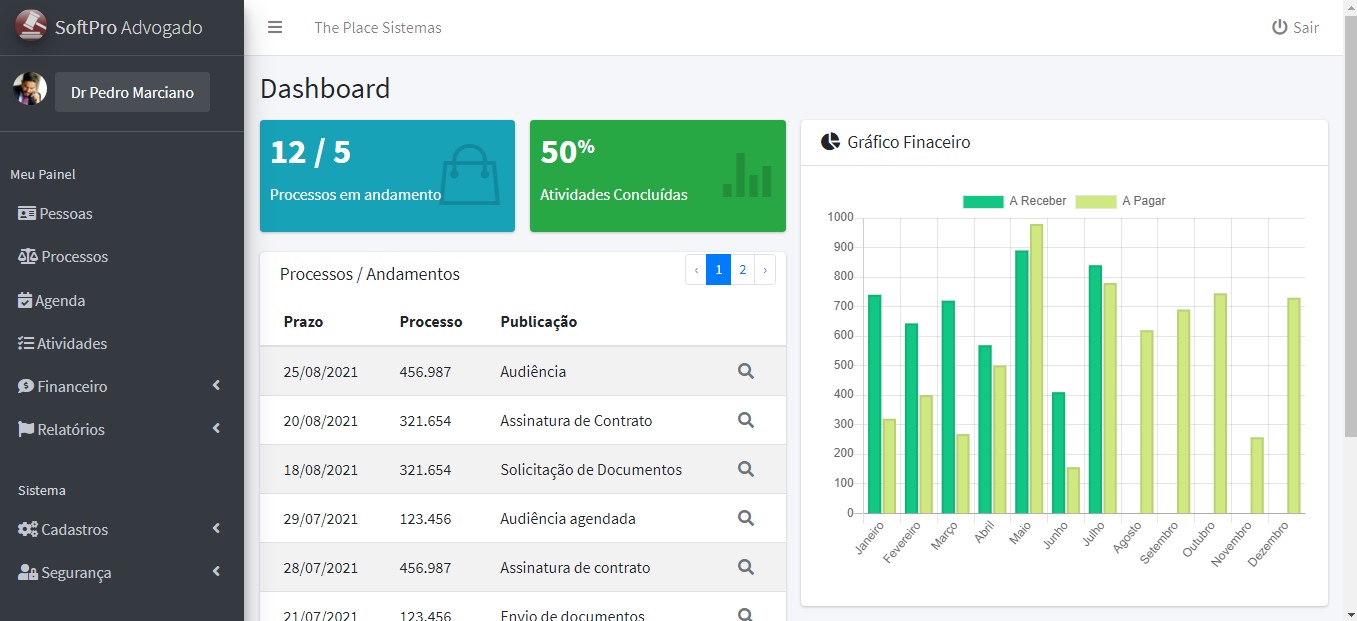 SoftPro Advogado
The Place Sistemas
Sair
Dr Pedro Marciano
Meu Painel
Pessoas
Processos
Agenda
Atividades
Financeiro
Relatórios
Sistema
Cadastros
Segurança
Dashboard
12 / 5
Processos em andamento
50%
Atividades Concluídas
Processos / Andamentos
‹ 1 2 ›
Prazo Processo Publicação
25/08/2021 456.987 Audiência
20/08/2021 321.654 Assinatura de Contrato
18/08/2021 321.654 Solicitação de Documentos
29/07/2021 123.456 Audiência agendada
28/07/2021 456.987 Assinatura de contrato
21/07/2021 123.456 Envio de documentos
Gráfico Finaceiro
A Receber A Pagar
1000
900
800
700
600
500
400
300
200
100
0
Janeiro Fevereiro Março Abril Maio Junho Julho Agosto Setembro Outubro Novembro Dezembro